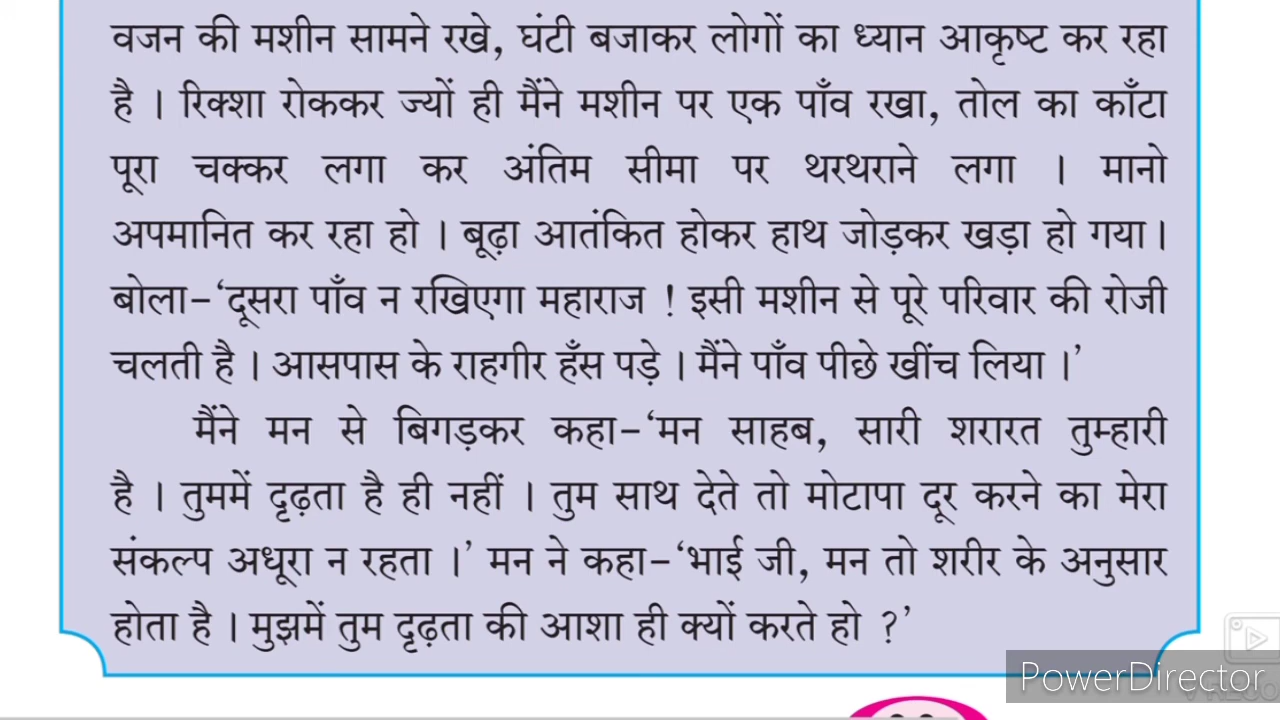 वजन की मशीन सामने रखे, घंटी बजाकर लोगों का ध्यान आकृष्ट कर रहा
है । रिक्शा रोककर ज्यों ही मैंने मशीन पर एक पाँव रखा, तोल का काँटा
पूरा चक्कर लगा कर अंतिम सीमा पर थरथराने लगा । मानो
अपमानित कर रहा हो । बूढ़ा आतंकित होकर हाथ जोड़कर खड़ा हो गया।
बोला-‘दूसरा पाँव न रखिएगा महाराज ! इसी मशीन से पूरे परिवार की रोजी
चलती है । आसपास के राहगीर हँस पड़े । मैंने पाँव पीछे खींच लिया ।’
मैंने मन से बिगड़कर कहा-‘मन साहब, सारी शरारत तुम्हारी
है । तुममें दृढ़ता है ही नहीं । तुम साथ देते तो मोटापा दूर करने का मेरा
संकल्प अधूरा न रहता ।’ मन ने कहा-‘भाई जी, मन तो शरीर के अनुसार
होता है । मुझमें तुम दृढ़ता की आशा ही क्यों करते हो ?’
PowerDirector